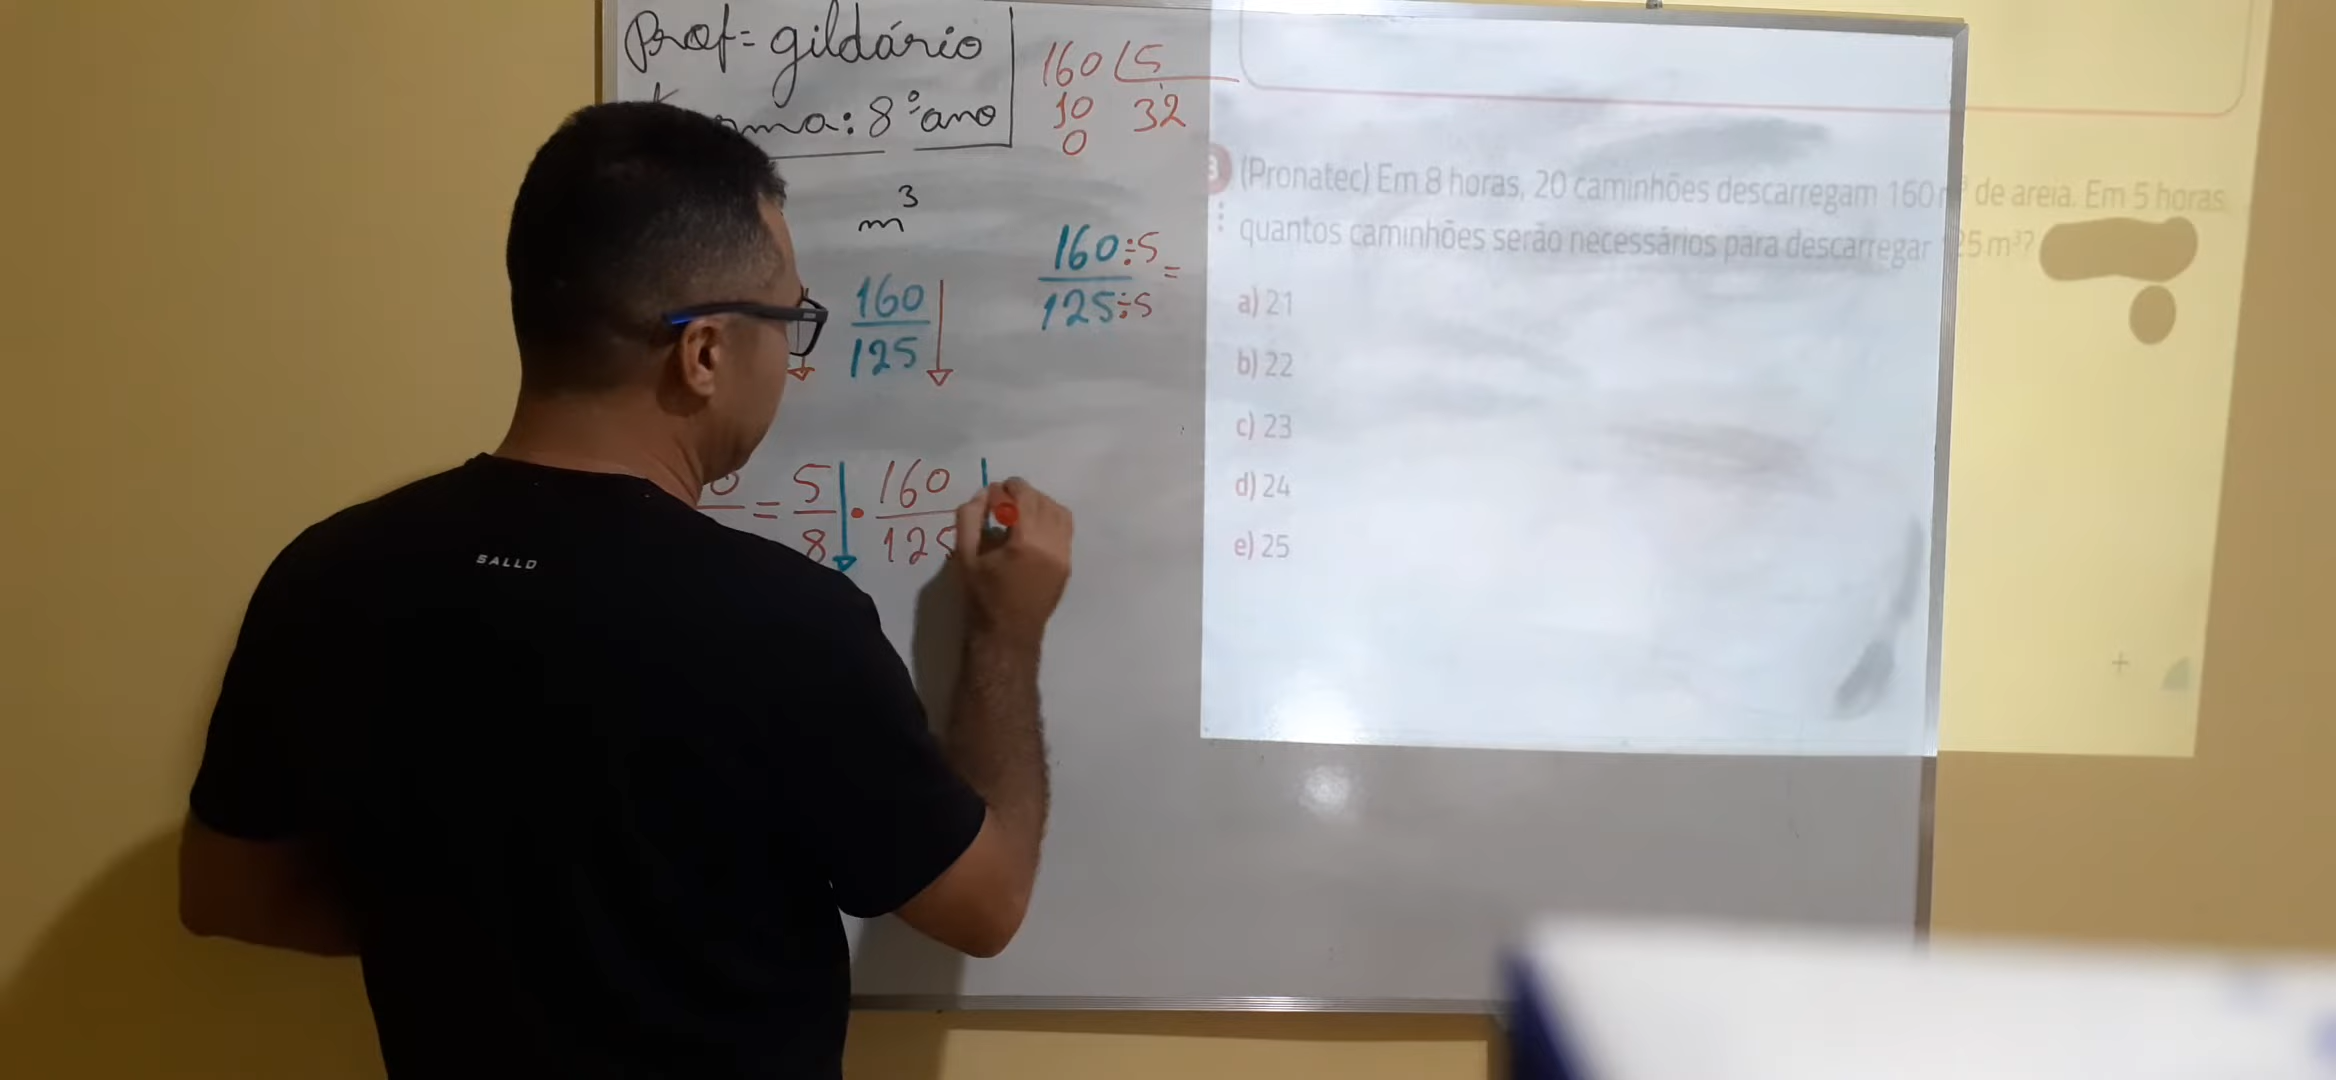 Prof= gildário
8º ano
160 5
10 32
0
m³
160
125
160÷5 =
125÷5
= 5/8 . 160/125
SALLO
3 (Pronatec) Em 8 horas, 20 caminhões descarregam 160 m³ de areia. Em 5 horas,
quantos caminhões serão necessários para descarregar 125 m³?
a) 21
b) 22
c) 23
d) 24
e) 25